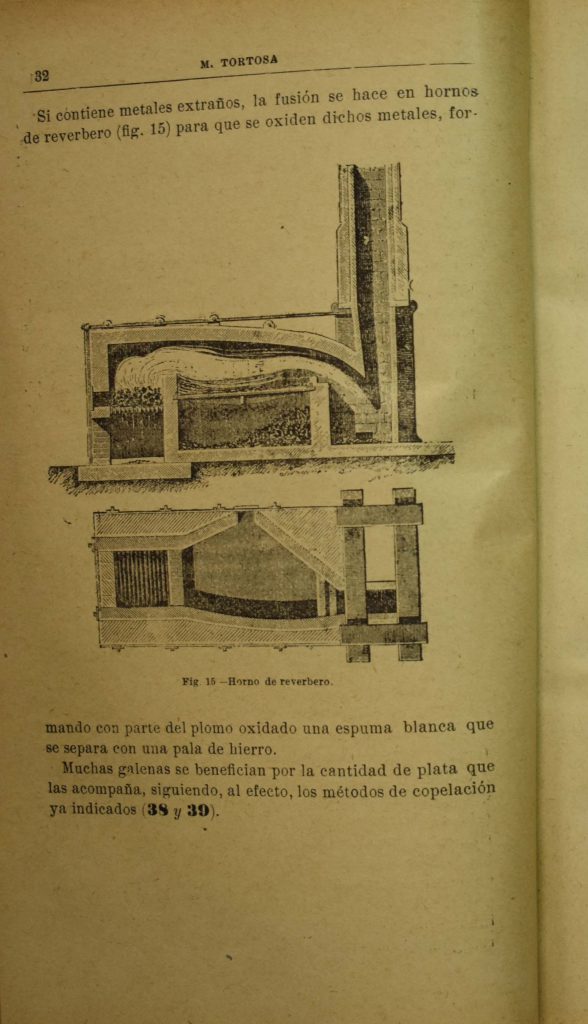 32
M. TORTOSA
Si contiene metales extraños, la fusión se hace en hornos
de reverbero (fig. 15) para que se oxiden dichos metales, for-
Fig 15 —Horno de reverbero.
mando con parte del plomo oxidado una espuma blanca que
se separa con una pala de hierro.
Muchas galenas se benefician por la cantidad de plata que
las acompaña, siguiendo, al efecto, los métodos de copelación
ya indicados (38 y 39).